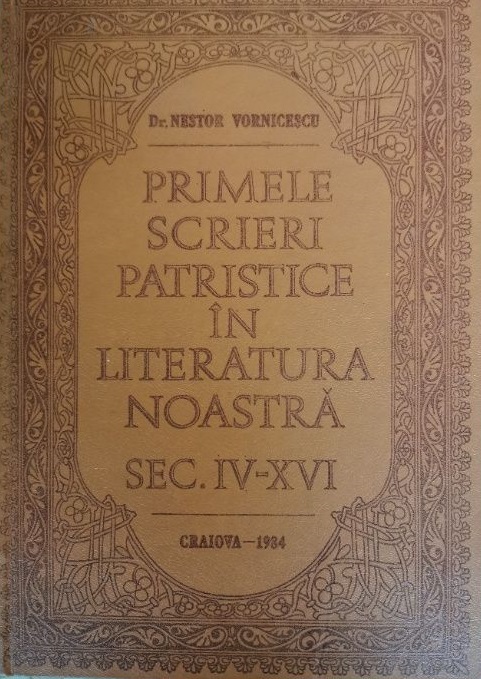 Dr. NESTOR VORNICESCU
PRIMELE
SCRIERI
PATRISTICE
ÎN
LITERATURA
NOASTRĂ
SEC. IV-XVI
CRAIOVA-1984